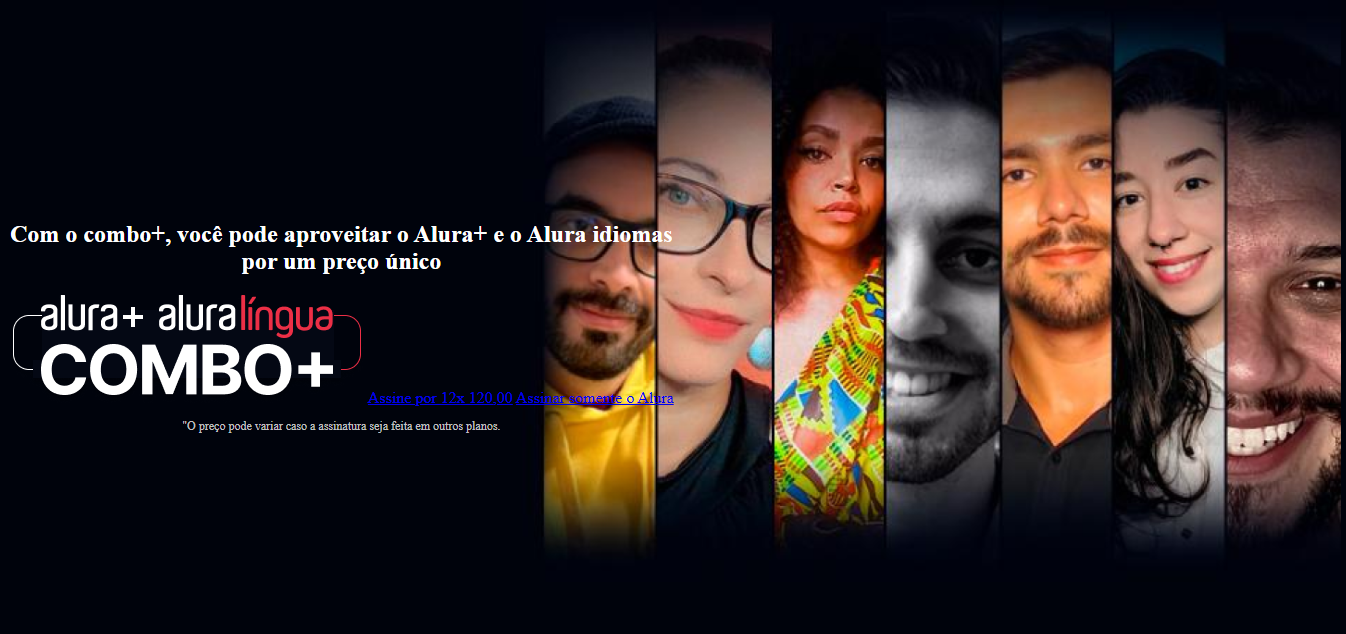 Com o combo+, você pode aproveitar o Alura+ e o Alura idiomas
por um preço único
alura+ aluralíngua
COMBO+
Assine por 12x 120,00 Assinar somente o Alura
"O preço pode variar caso a assinatura seja feita em outros planos.